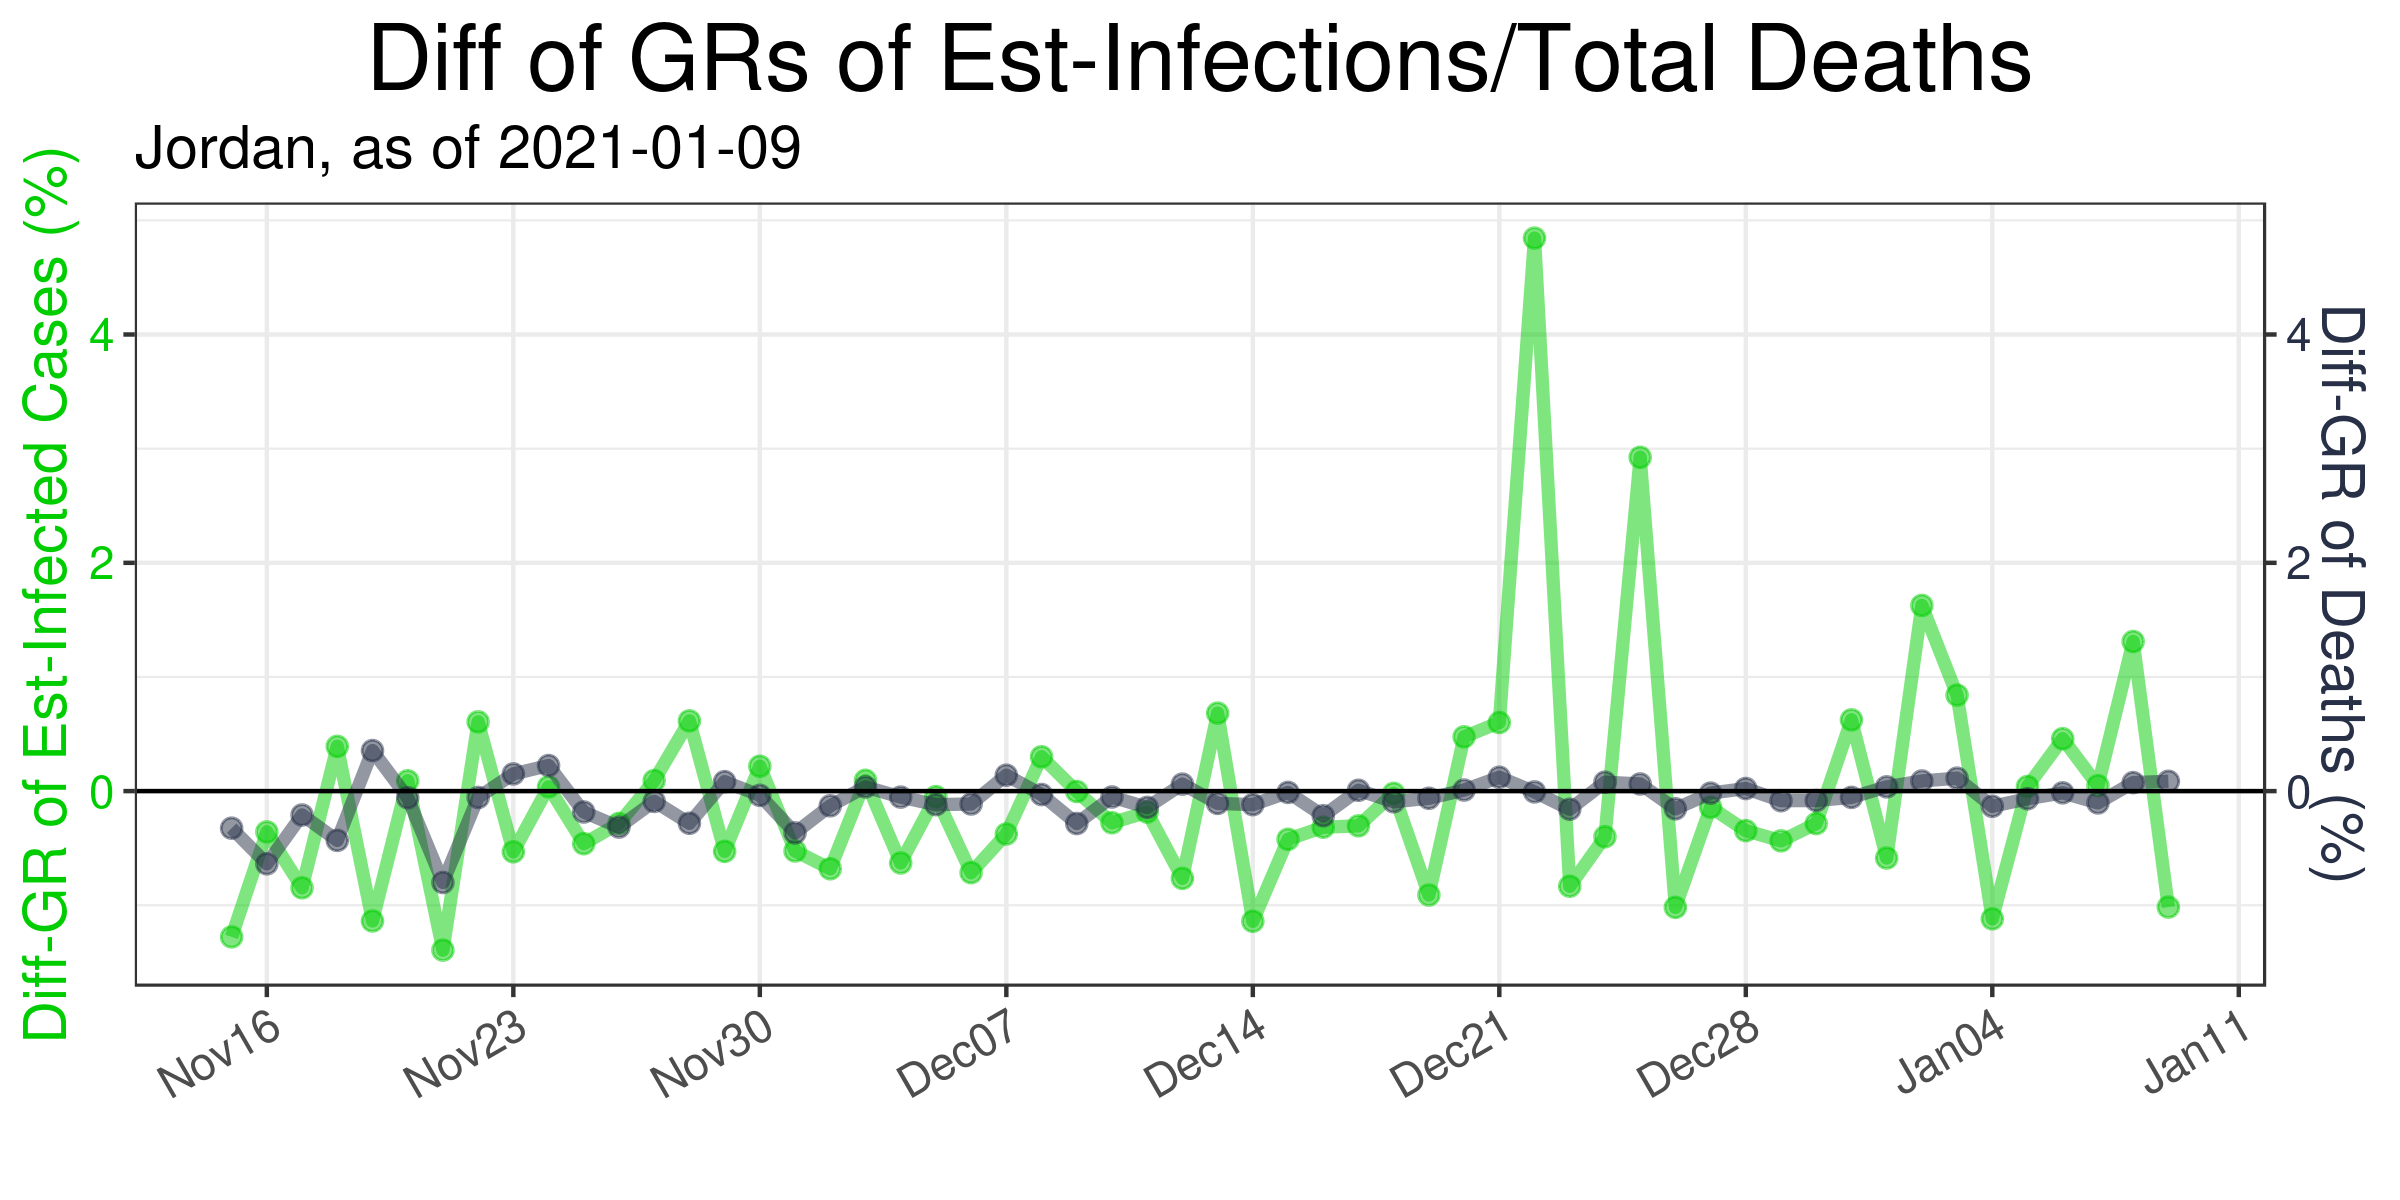 Diff of GRs of Est-Infections/Total Deaths
Jordan, as of 2021-01-09
Diff-GR of Est-Infected Cases (%)
4
2
0
4
2
0
Diff-GR of Deaths (%)
Nov16
Nov23
Nov30
Dec07
Dec14
Dec21
Dec28
Jan04
Jan11